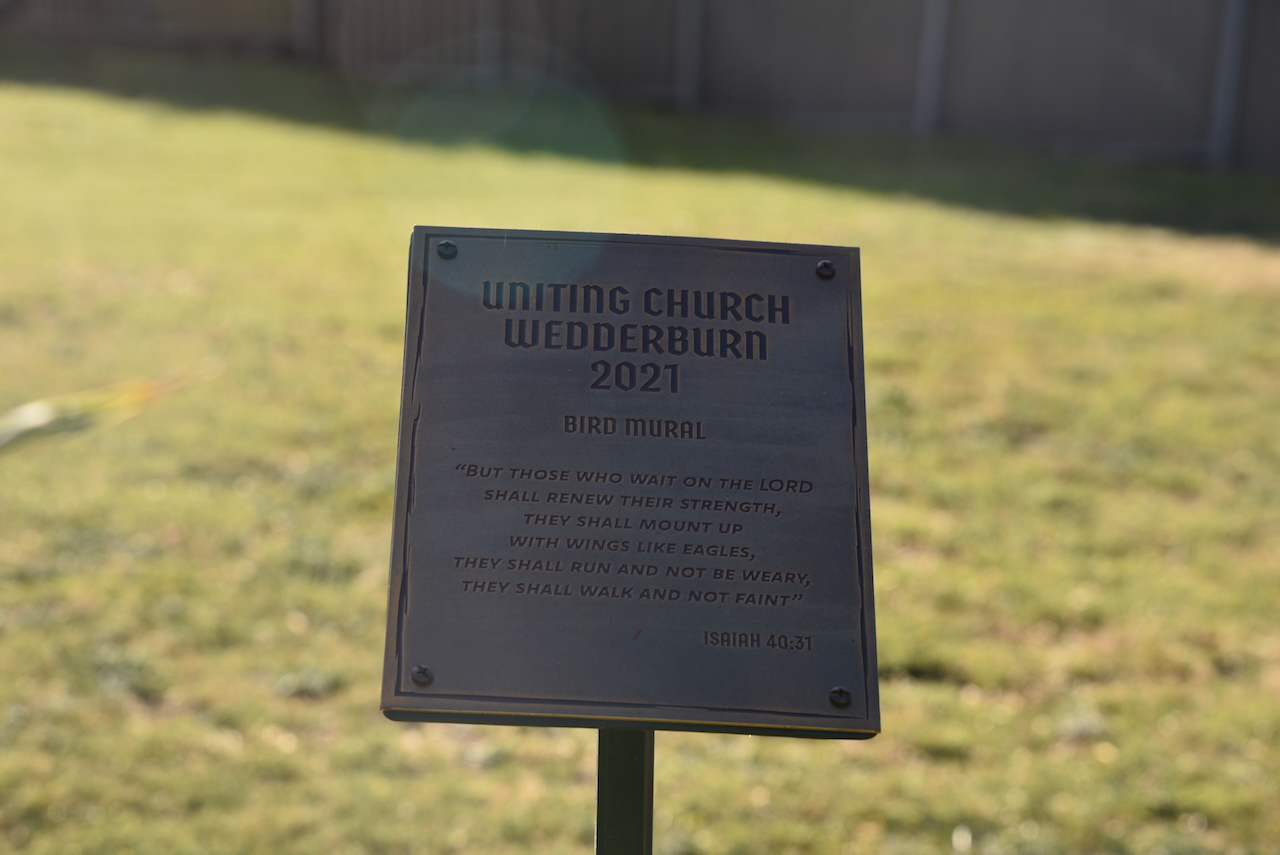 UNITING CHURCH
WEDDERBURN
2021
BIRD MURAL
“BUT THOSE WHO WAIT ON THE LORD
SHALL RENEW THEIR STRENGTH,
THEY SHALL MOUNT UP
WITH WINGS LIKE EAGLES,
THEY SHALL RUN AND NOT BE WEARY,
THEY SHALL WALK AND NOT FAINT”
ISAIAH 40:31